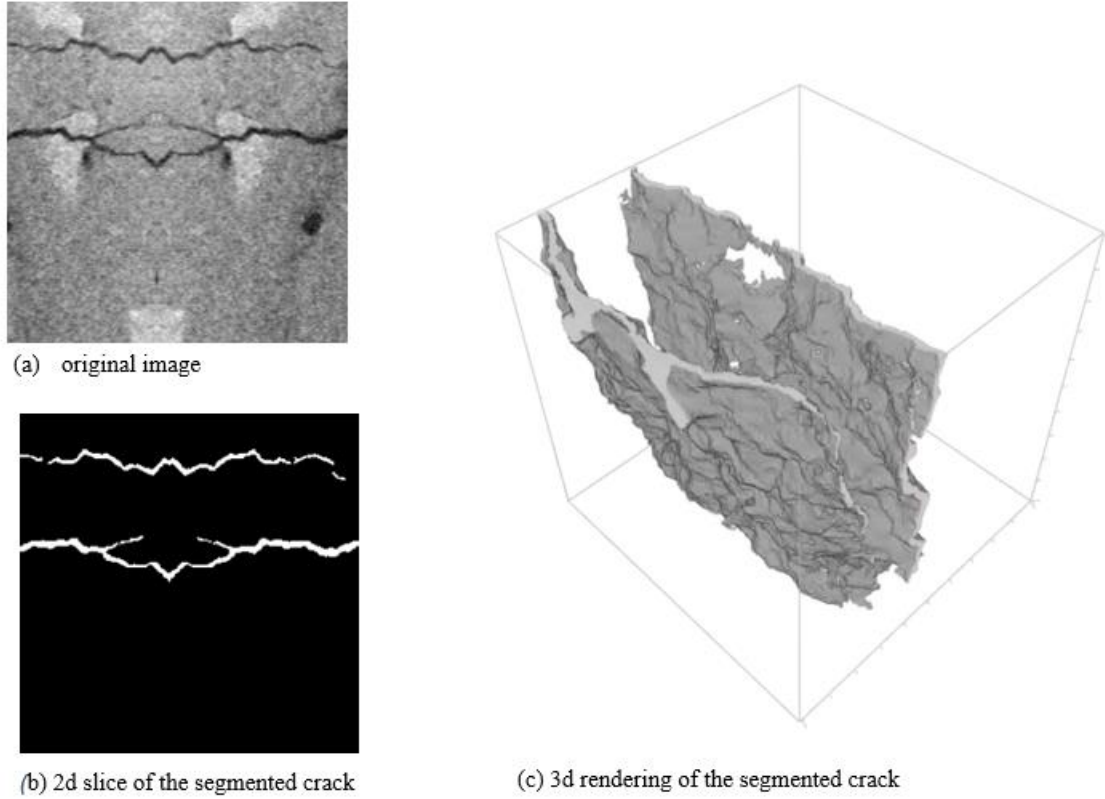 (a) original image
(b) 2d slice of the segmented crack
(c) 3d rendering of the segmented crack